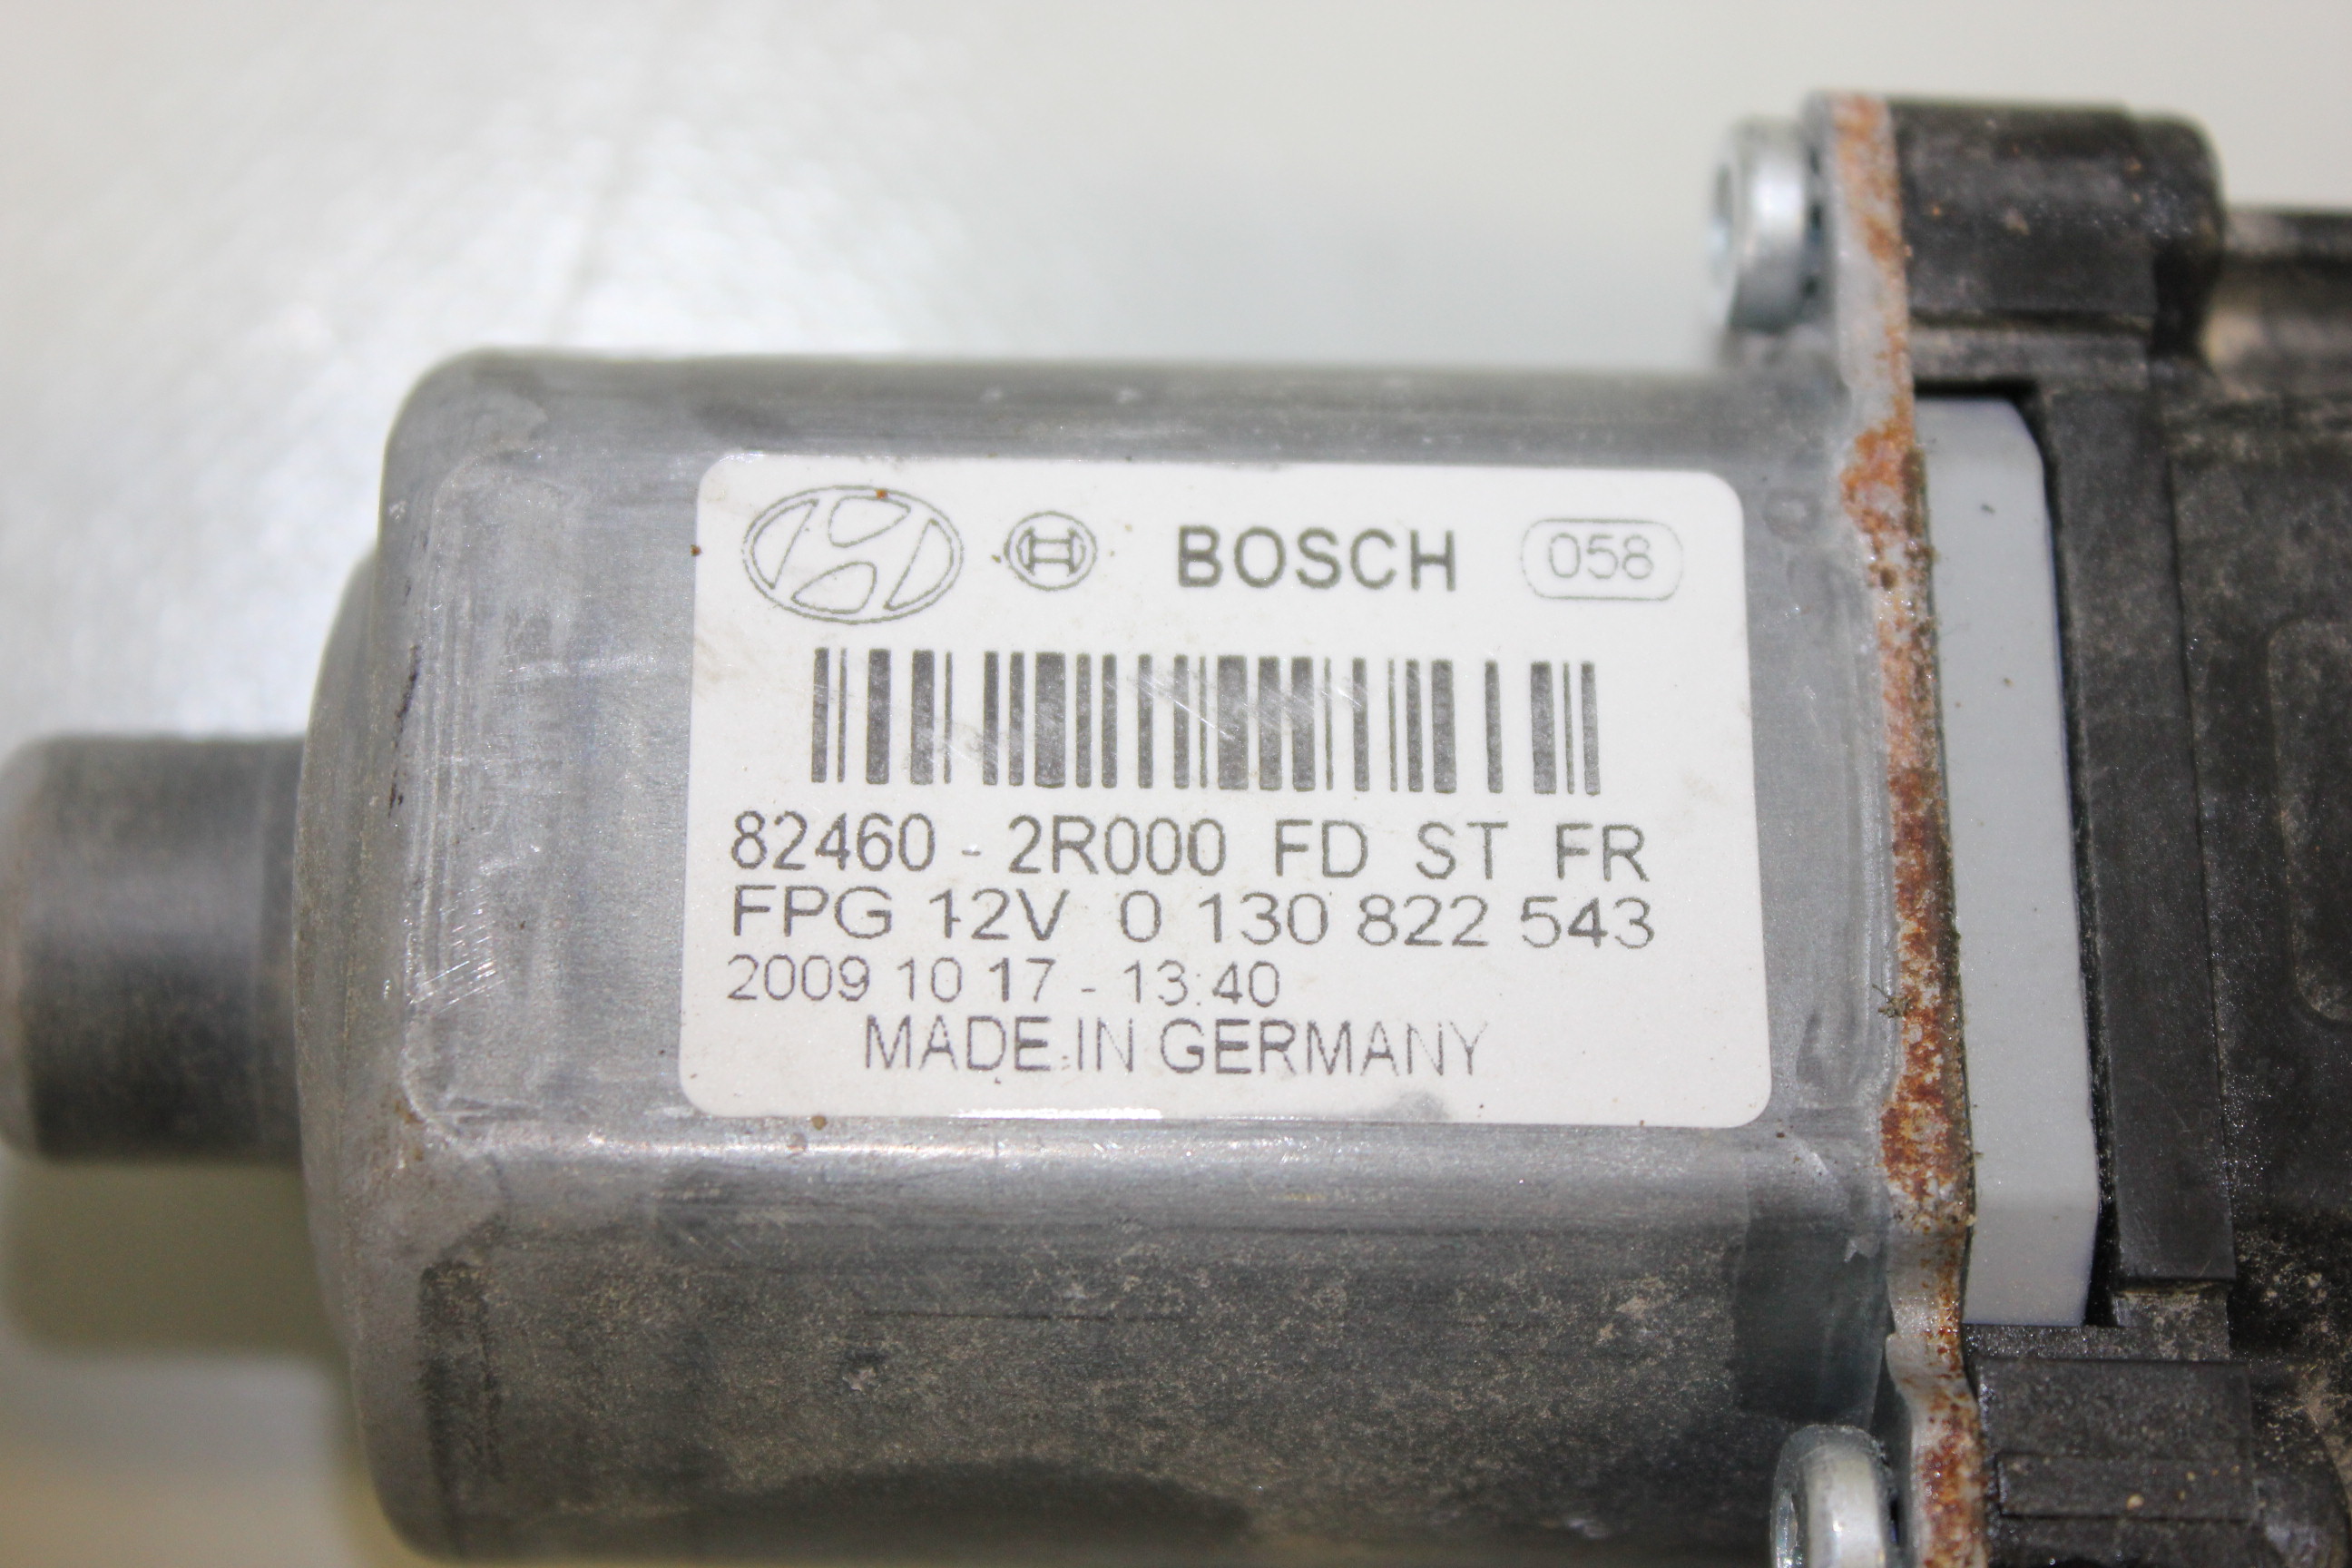 BOSCH 058
82460 - 2R000 FD ST FR
FPG 12V 0 130 822 543
2009 10 17 - 13:40
MADE IN GERMANY